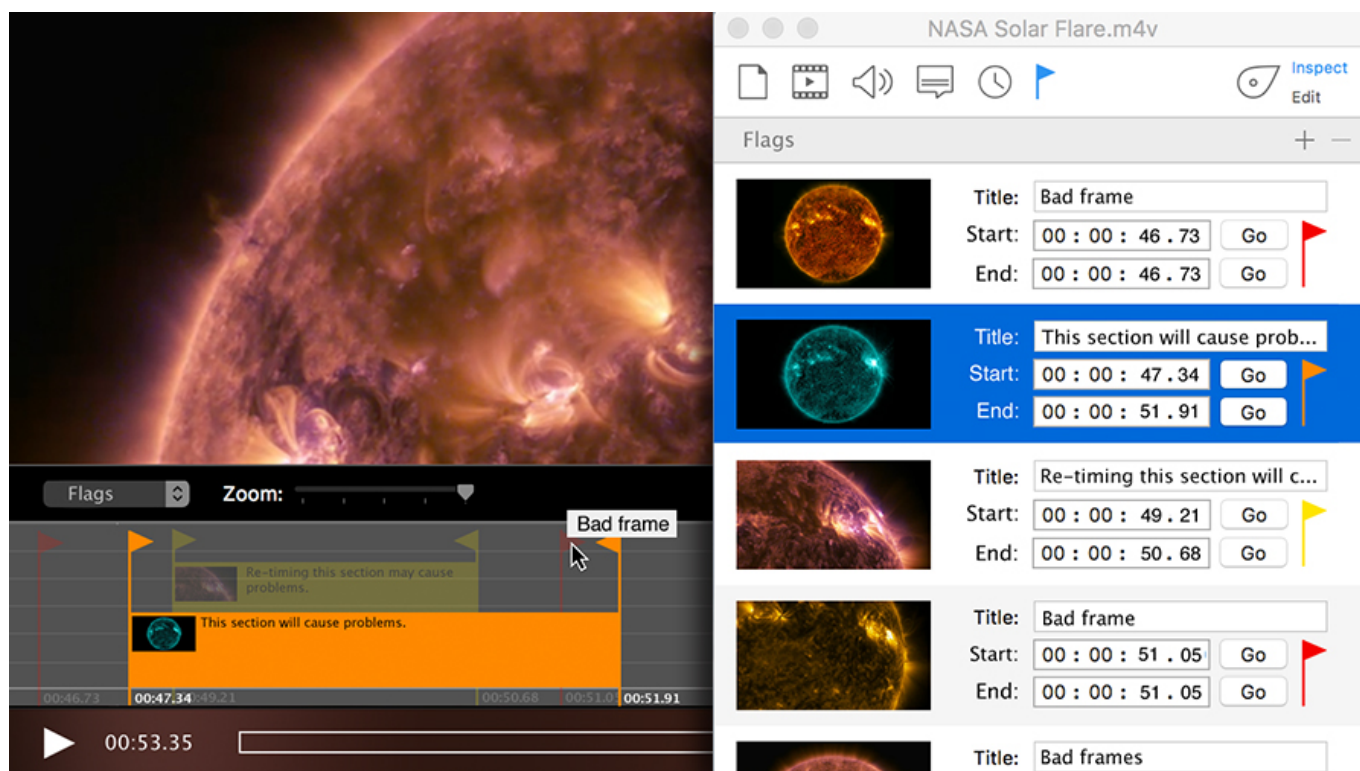 NASA Solar Flare.m4v
Inspect
Edit
Flags
+ −
Title: Bad frame
Start: 00 : 00 : 46 . 73 Go
End: 00 : 00 : 46 . 73 Go
Title: This section will cause prob...
Start: 00 : 00 : 47 . 34 Go
End: 00 : 00 : 51 . 91 Go
Title: Re-timing this section will c...
Start: 00 : 00 : 49 . 21 Go
End: 00 : 00 : 50 . 68 Go
Title: Bad frame
Start: 00 : 00 : 51 . 05 Go
End: 00 : 00 : 51 . 05 Go
Title: Bad frames
Flags Zoom:
Bad frame
Re-timing this section may cause
problems.
This section will cause problems.
00:46.73 00:47.34 :49.21 00:50.68 00:51.0 00:51.91
00:53.35